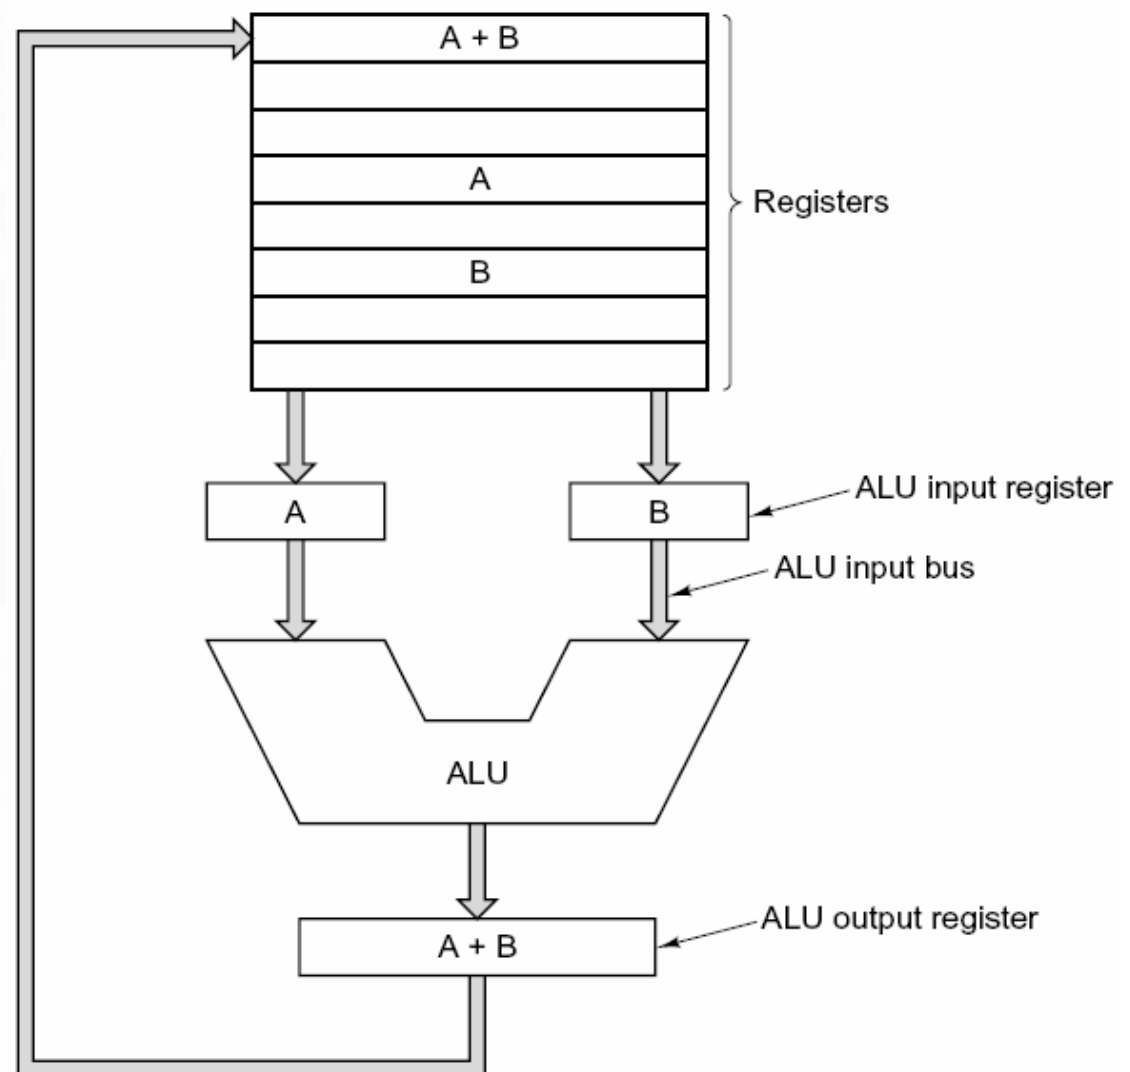 A + B
A
Registers
B
A
B
ALU input register
ALU input bus
ALU
ALU output register
A + B